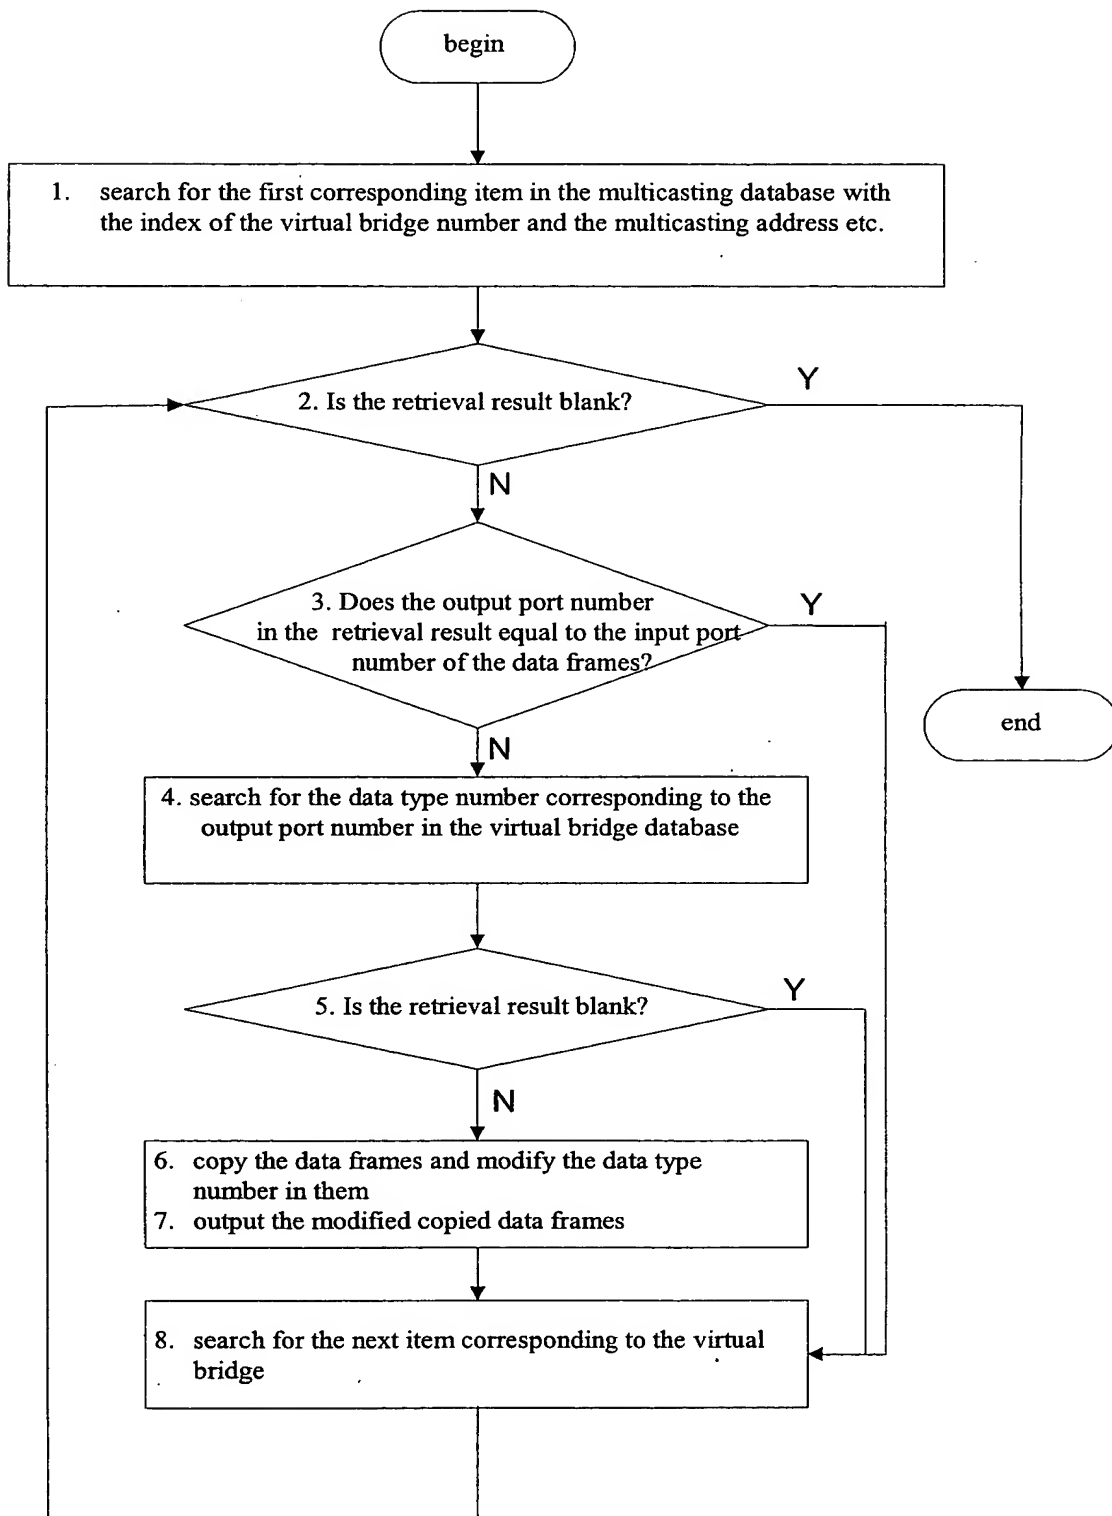 begin
1. search for the first corresponding item in the multicasting database with
the index of the virtual bridge number and the multicasting address etc.
2. Is the retrieval result blank?
Y
N
3. Does the output port number
in the retrieval result equal to the input port
number of the data frames?
Y
end
N
4. search for the data type number corresponding to the
output port number in the virtual bridge database
5. Is the retrieval result blank?
Y
N
6. copy the data frames and modify the data type
number in them
7. output the modified copied data frames
8. search for the next item corresponding to the virtual
bridge